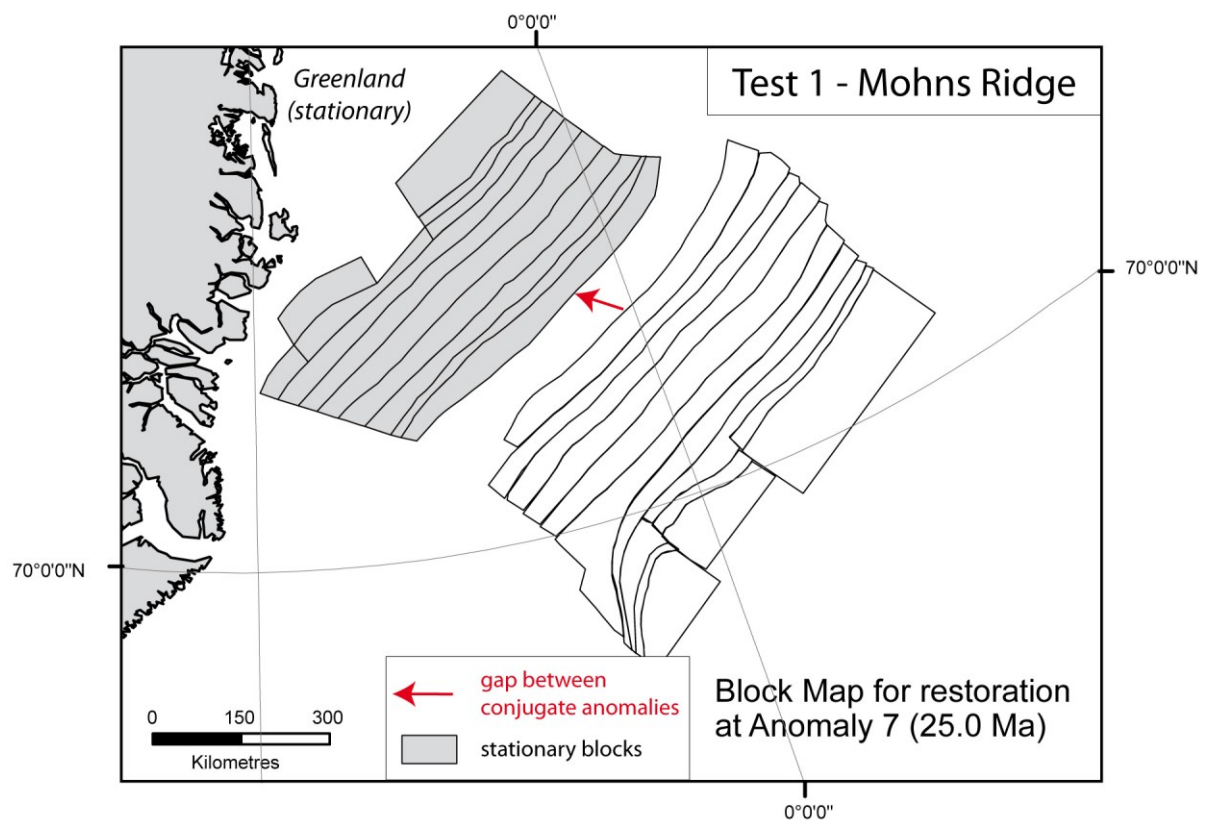 0°0'0"
Greenland
(stationary)
Test 1 - Mohns Ridge
70°0'0"N
70°0'0"N
gap between
conjugate anomalies
stationary blocks
0 150 300
Kilometres
Block Map for restoration
at Anomaly 7 (25.0 Ma)
0°0'0"